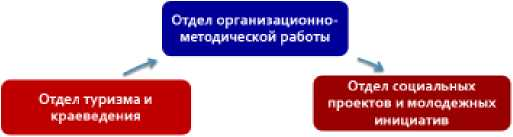 Отдел организационно-
методической работы
Отдел туризма и
краеведения
Отдел социальных
проектов и молодежных
инициатив